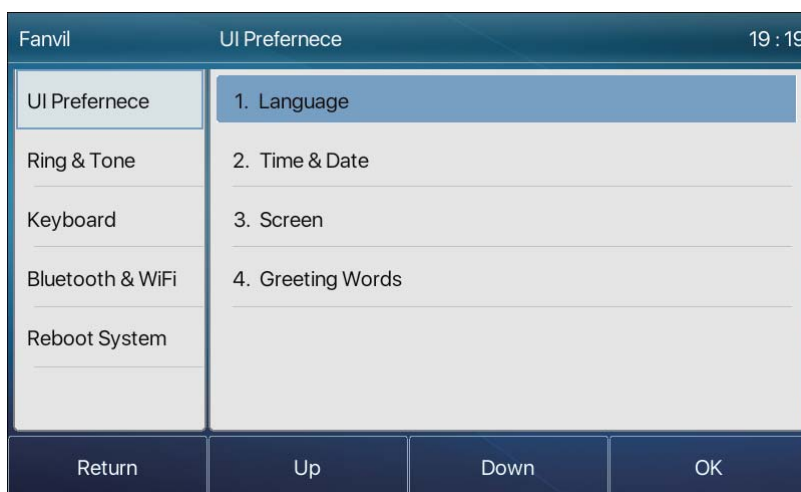 Fanvil UI Prefernece 19 : 19
UI Prefernece
Ring & Tone
Keyboard
Bluetooth & WiFi
Reboot System
1. Language
2. Time & Date
3. Screen
4. Greeting Words
Return Up Down OK